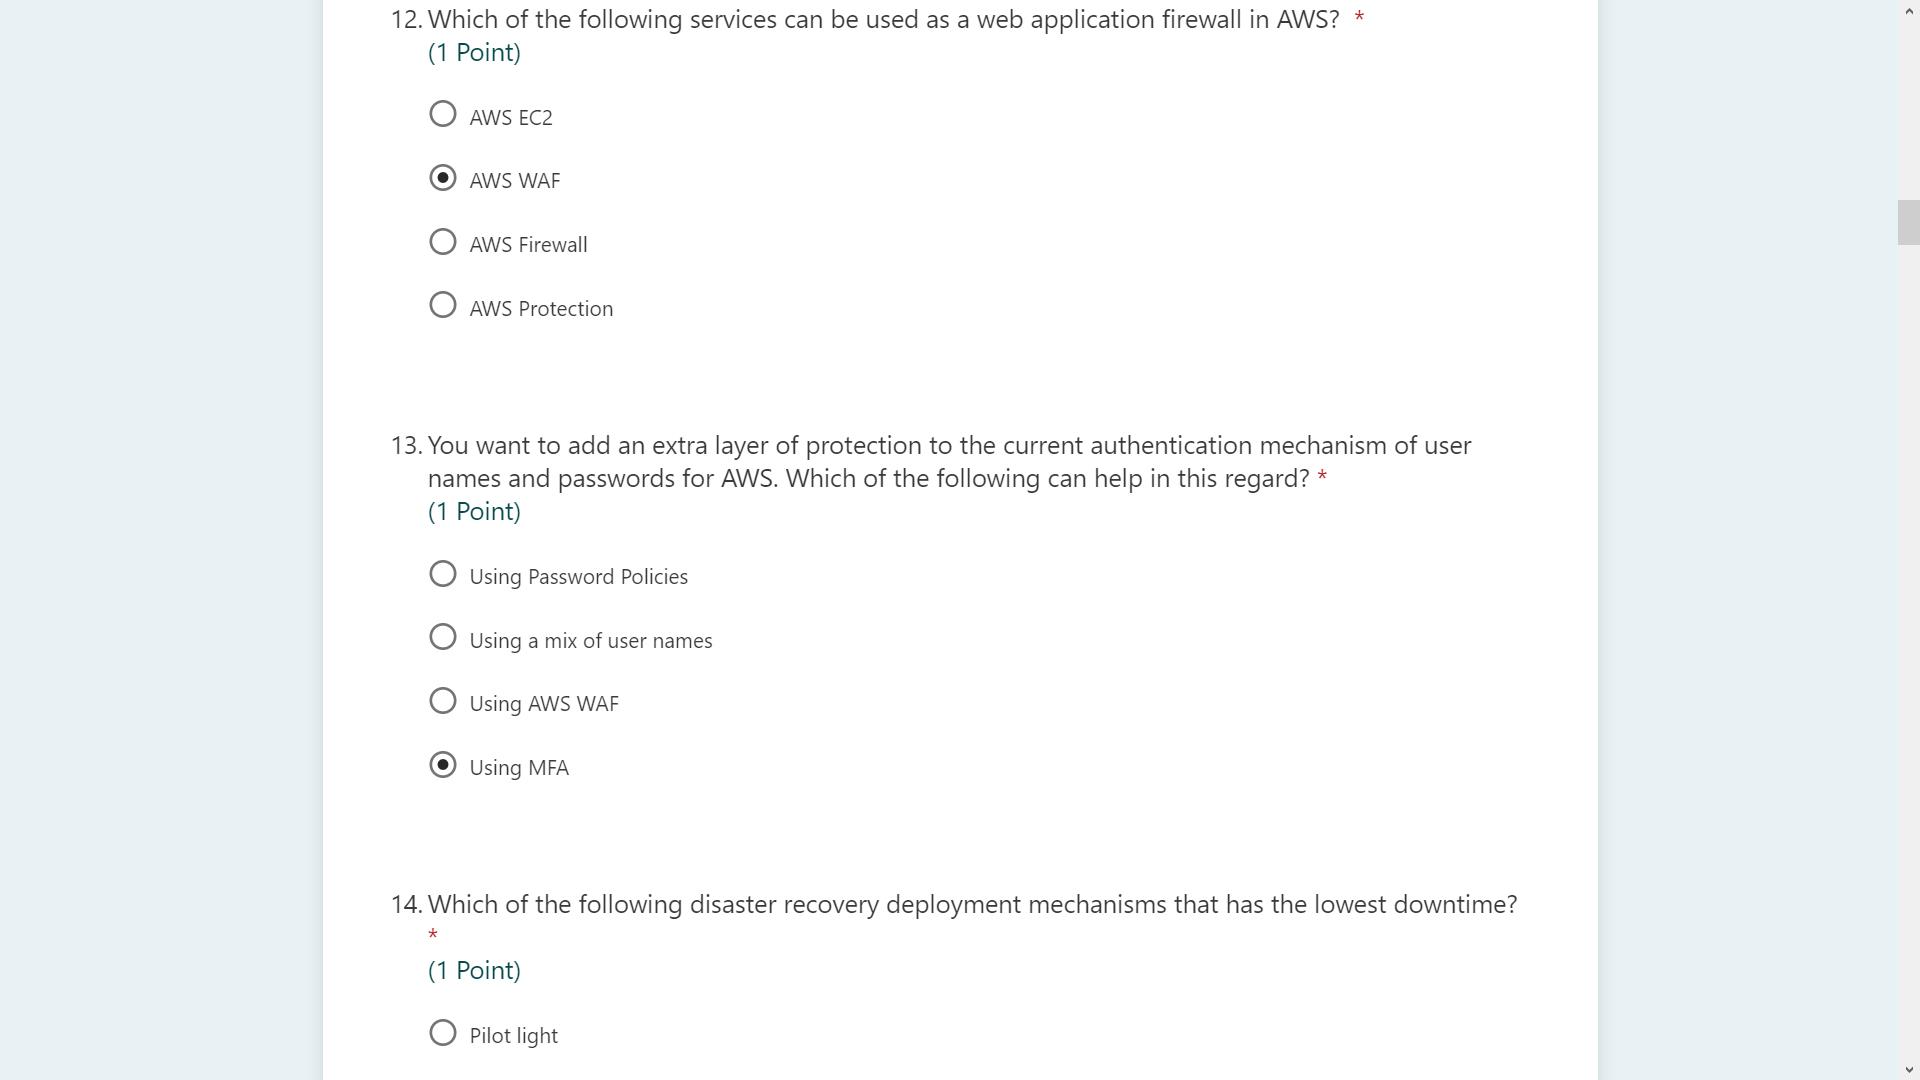 12. Which of the following services can be used as a web application firewall in AWS? *
(1 Point)
AWS EC2
AWS WAF
AWS Firewall
AWS Protection
13. You want to add an extra layer of protection to the current authentication mechanism of user
names and passwords for AWS. Which of the following can help in this regard? *
(1 Point)
Using Password Policies
Using a mix of user names
Using AWS WAF
Using MFA
14. Which of the following disaster recovery deployment mechanisms that has the lowest downtime?
*
(1 Point)
Pilot light